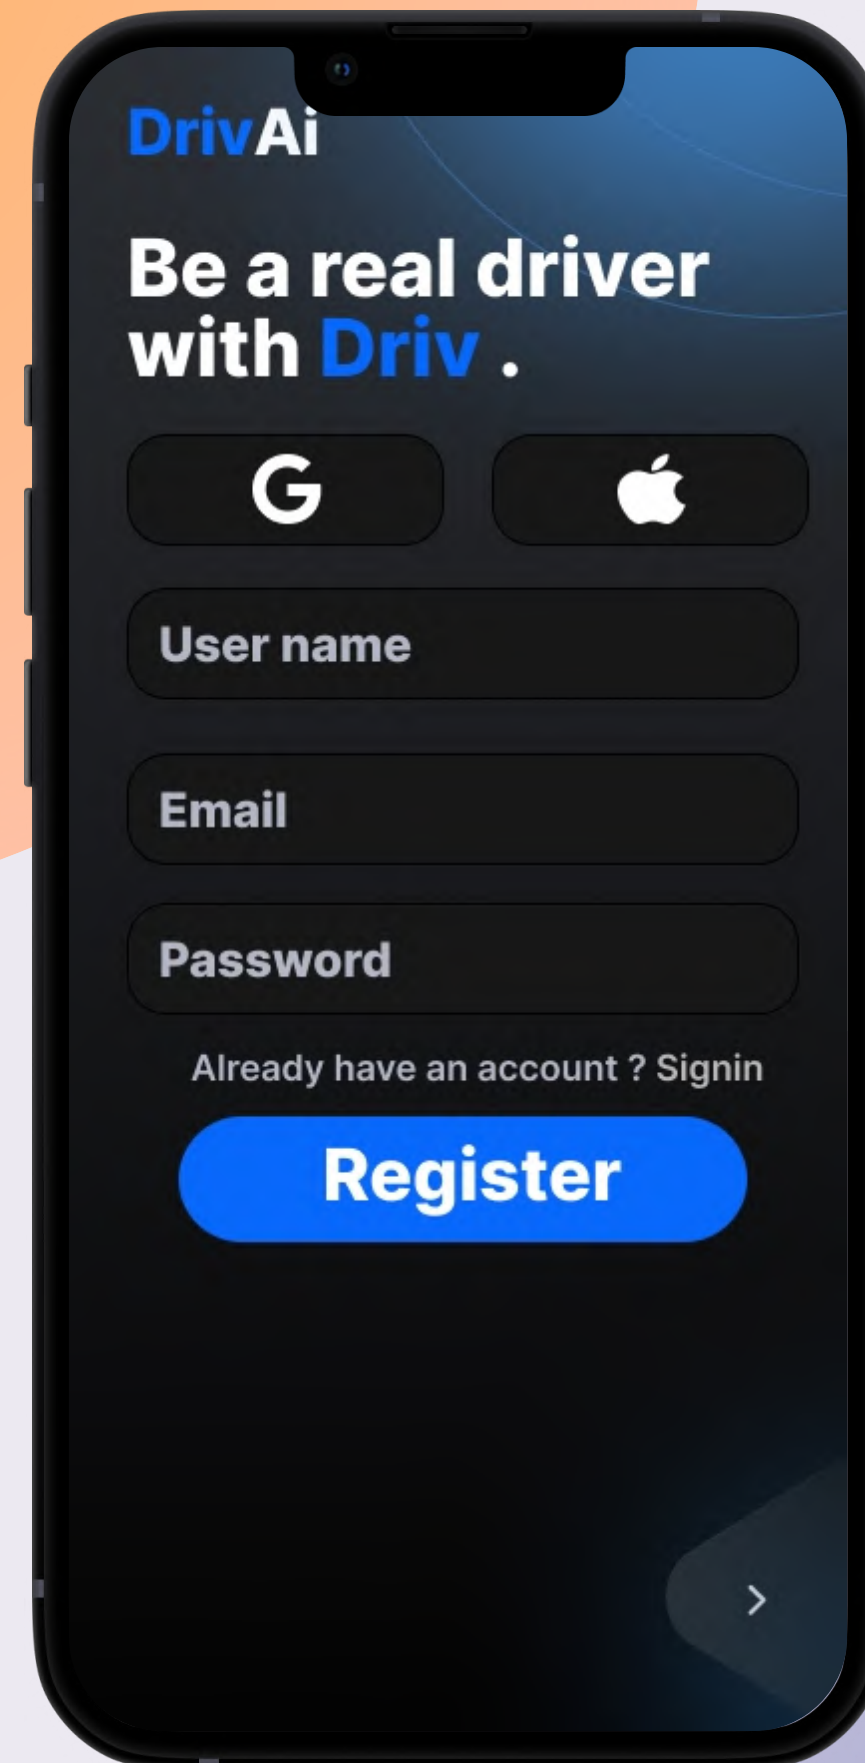 DrivAi
Be a real driver
with Driv .
User name
Email
Password
Already have an account ? Signin
Register